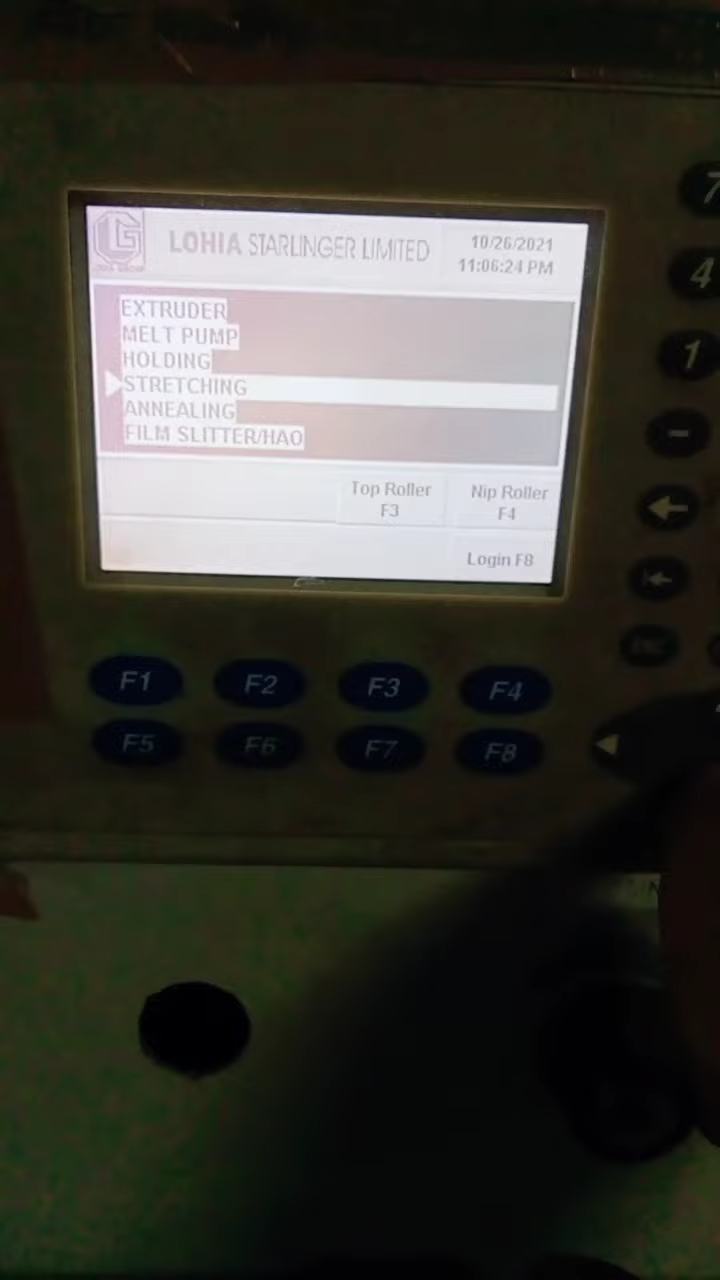 LOHIA STARLINGER LIMITED
10/26/2021
11:06:24 PM
EXTRUDER
MELT PUMP
HOLDING
STRETCHING
ANNEALING
FILM SLITTER/HAO
Top Roller
F3
Nip Roller
F4
Login F8
7
4
1
-
F1 F2 F3 F4
F5 F6 F7 F8